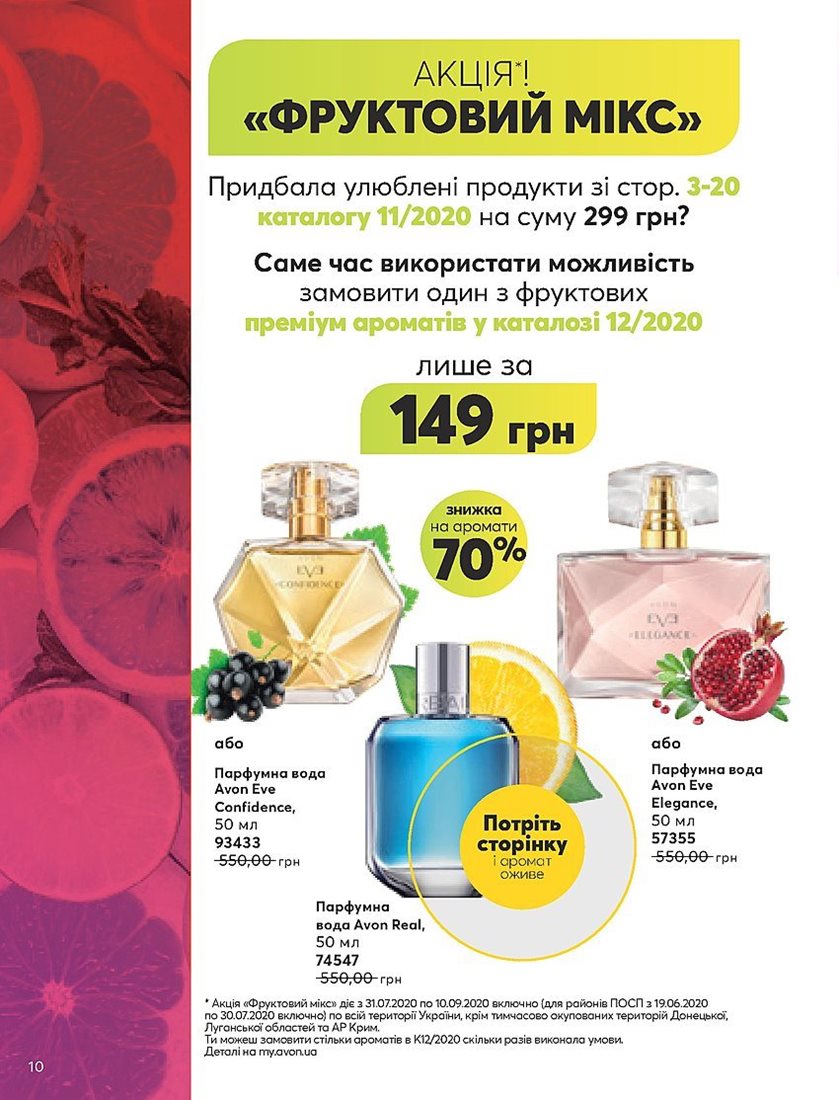 АКЦІЯ*!
«ФРУКТОВИЙ МІКС»
Придбала улюблені продукти зі стор. 3-20
каталогу 11/2020 на суму 299 грн?
Саме час використати можливість
замовити один з фруктових
преміум ароматів у каталозі 12/2020
лише за
149 грн
знижка
на аромати
70%
EVE
CONFIDENCE
AVON
EVE
ELEGANCE
REAL
або
Парфумна вода
Avon Eve
Confidence,
50 мл
93433
550,00 грн
або
Парфумна вода
Avon Eve
Elegance,
50 мл
57355
550,00 грн
Потріть
сторінку
і аромат
оживе
Парфумна
вода Avon Real,
50 мл
74547
550,00 грн
* Акція «Фруктовий мікс» діє з 31.07.2020 по 10.09.2020 включно (для районів ПОСП з 19.06.2020
по 30.07.2020 включно) по всій території України, крім тимчасово окупованих територій Донецької,
Луганської областей та АР Крим.
Ти можеш замовити стільки ароматів в К12/2020 скільки разів виконала умови.
Деталі на my.avon.ua
10